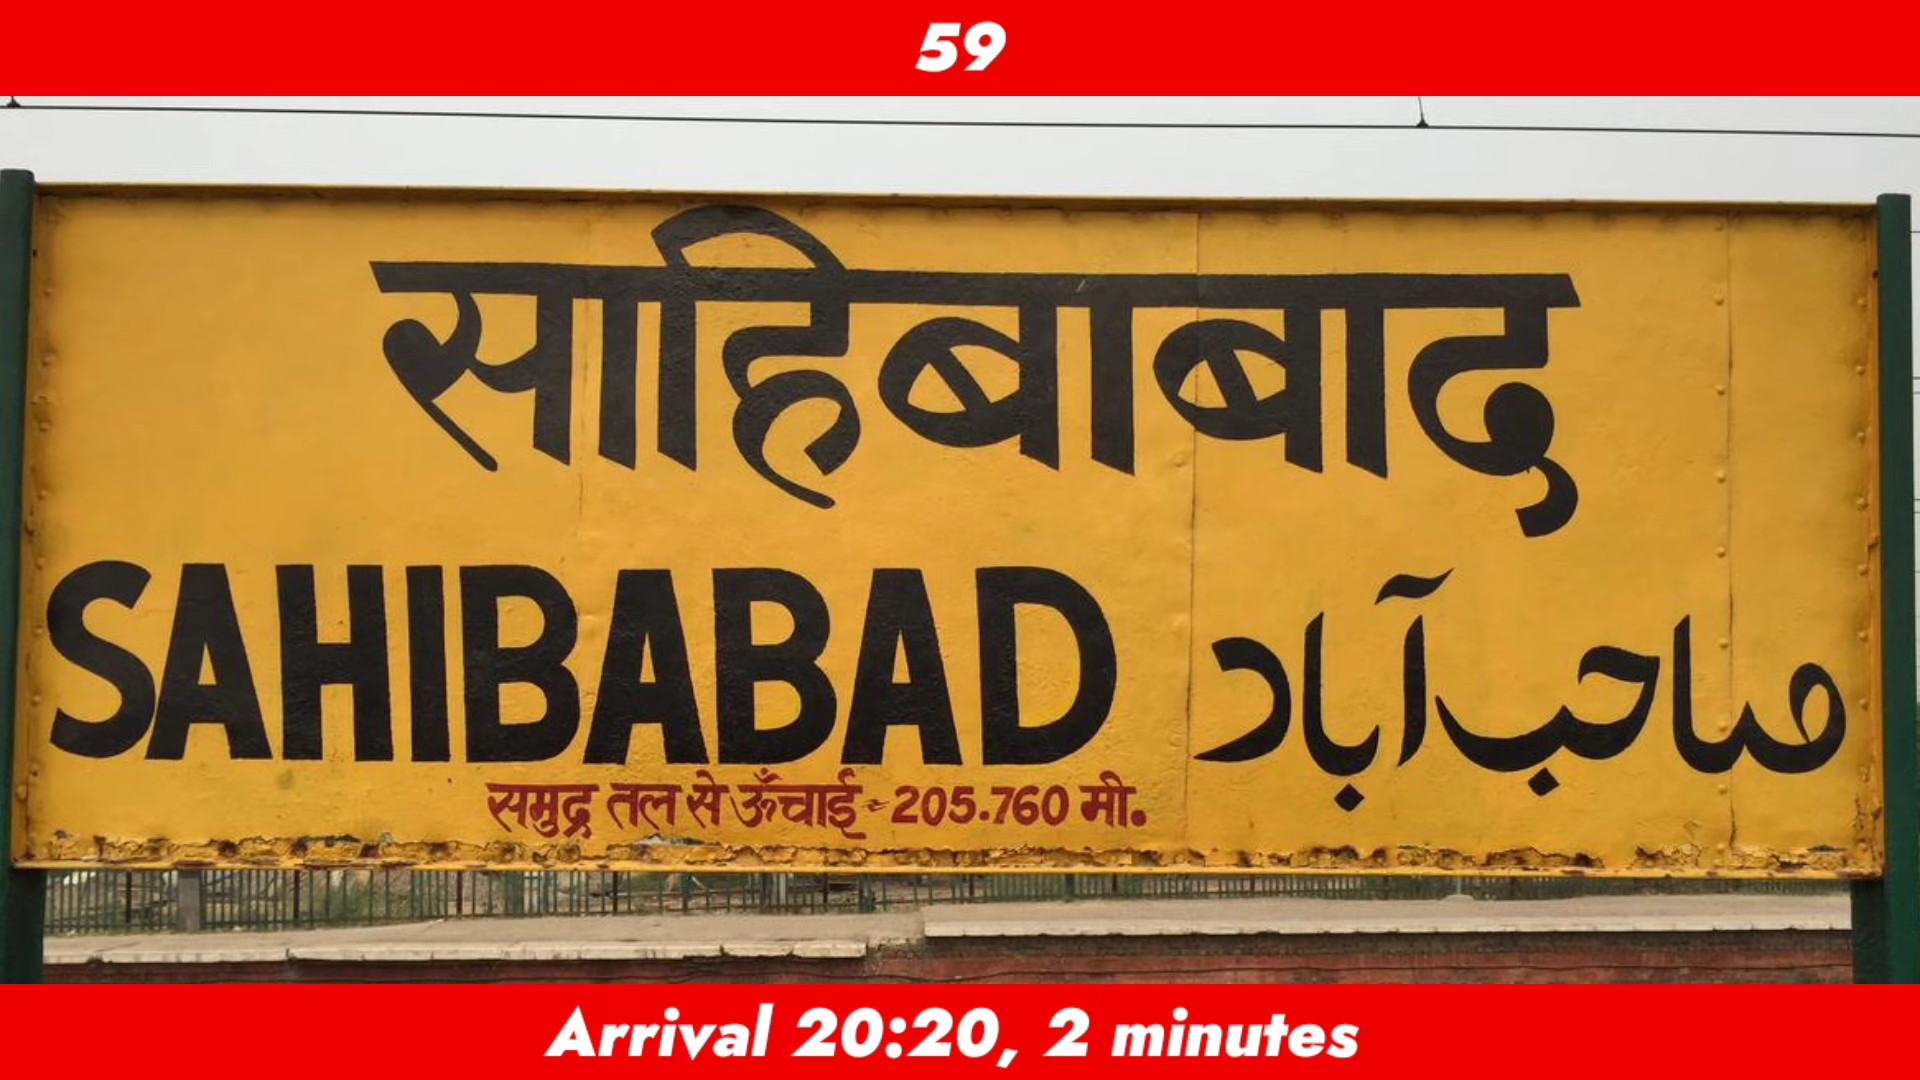 59
साहिबाबाद
SAHIBABAD صاحب آباد
समुद्र तल से ऊँचाई - 205.760 मी.
Arrival 20:20, 2 minutes